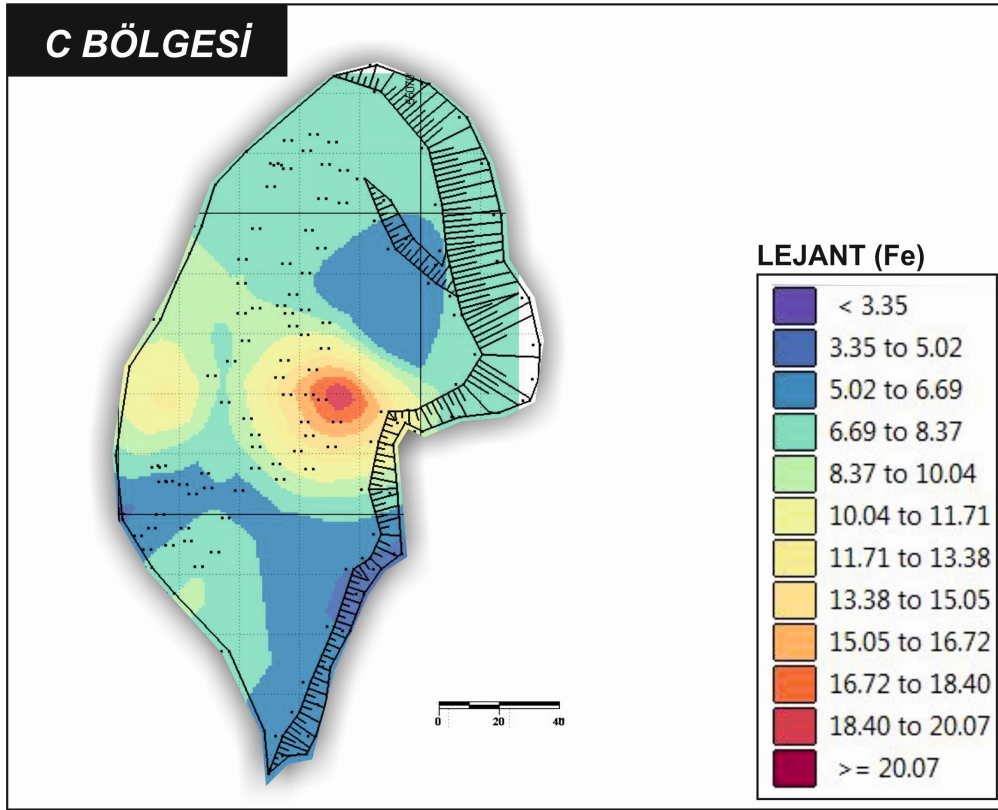 C BÖLGESİ
LEJANT (Fe)
< 3.35
3.35 to 5.02
5.02 to 6.69
6.69 to 8.37
8.37 to 10.04
10.04 to 11.71
11.71 to 13.38
13.38 to 15.05
15.05 to 16.72
16.72 to 18.40
18.40 to 20.07
>= 20.07
0 20 40